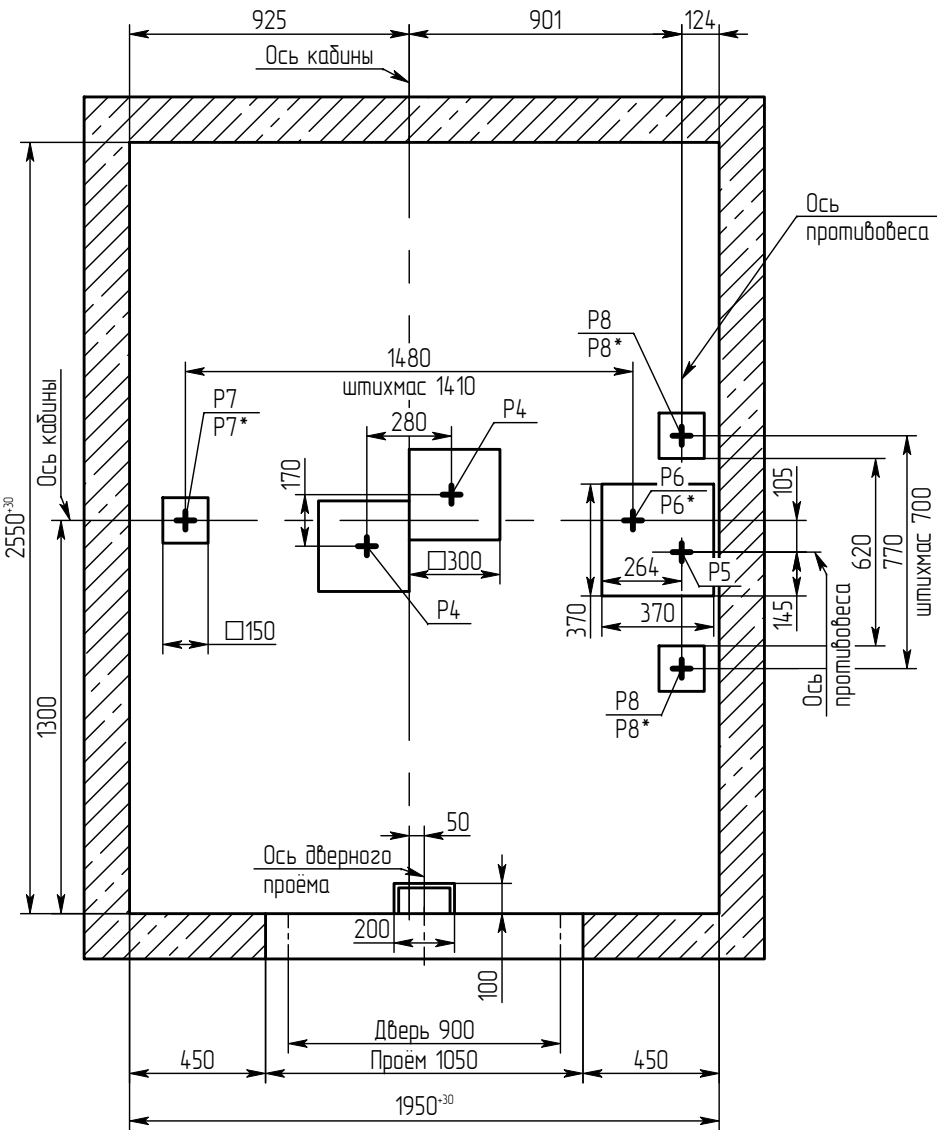 925
901
124
Ось кабины
Ось
противовеса
P8
P8*
1480
штихмас 1410
Ось кабины
P7
P7*
280
P4
170
P6
P6*
105
2550⁺³⁰
□300
264
P5
620
770
штихмас 700
P4
370
370
145
□150
Ось
противовеса
1300
P8
P8*
50
Ось дверного
проёма
200
100
Дверь 900
450
Проём 1050
450
1950⁺³⁰